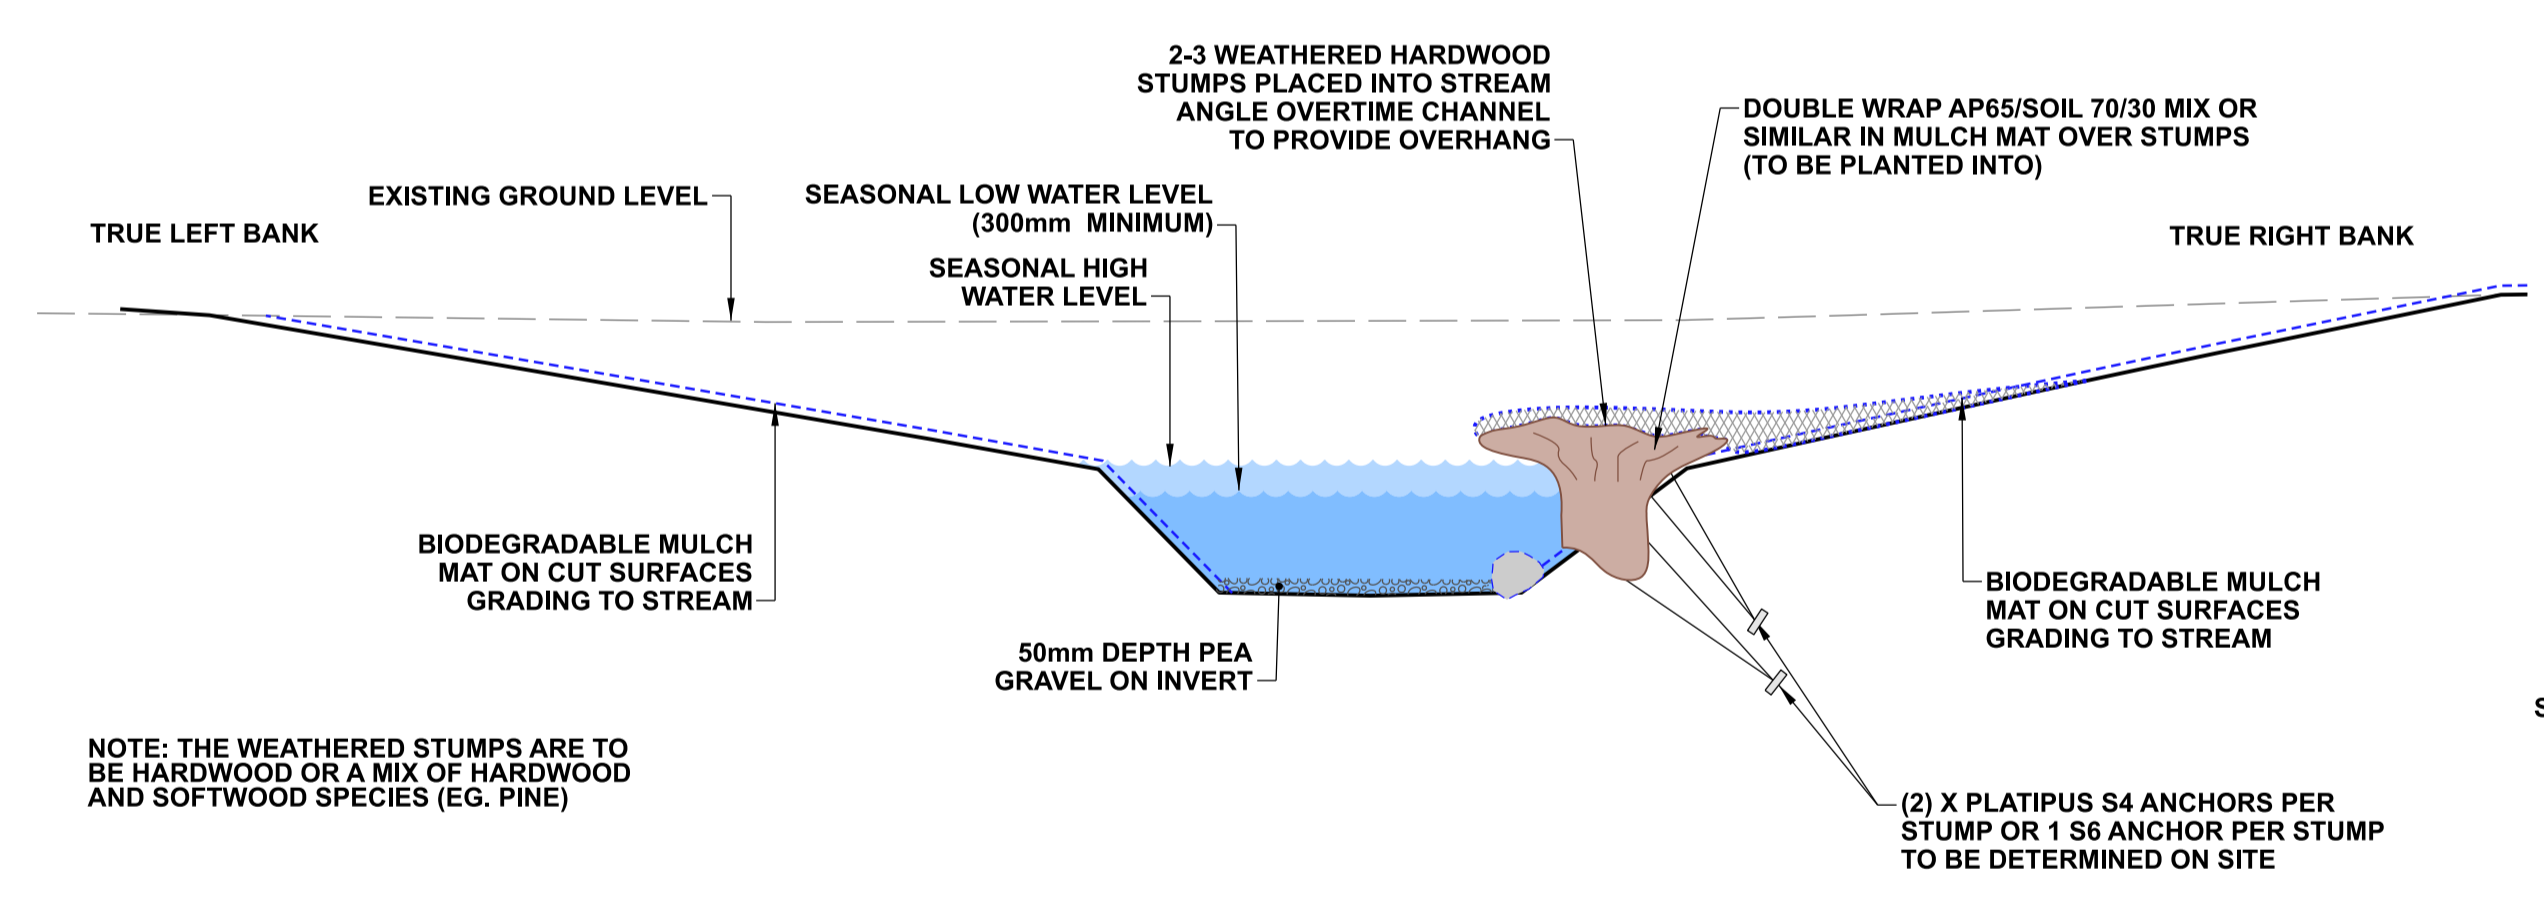 2-3 WEATHERED HARDWOOD
STUMPS PLACED INTO STREAM
ANGLE OVERTIME CHANNEL
TO PROVIDE OVERHANG
DOUBLE WRAP AP65/SOIL 70/30 MIX OR
SIMILAR IN MULCH MAT OVER STUMPS
(TO BE PLANTED INTO)
EXISTING GROUND LEVEL
SEASONAL LOW WATER LEVEL
(300mm MINIMUM)
TRUE LEFT BANK
TRUE RIGHT BANK
SEASONAL HIGH
WATER LEVEL
BIODEGRADABLE MULCH
MAT ON CUT SURFACES
GRADING TO STREAM
BIODEGRADABLE MULCH
MAT ON CUT SURFACES
GRADING TO STREAM
50mm DEPTH PEA
GRAVEL ON INVERT
NOTE: THE WEATHERED STUMPS ARE TO
BE HARDWOOD OR A MIX OF HARDWOOD
AND SOFTWOOD SPECIES (EG. PINE)
(2) X PLATIPUS S4 ANCHORS PER
STUMP OR 1 S6 ANCHOR PER STUMP
TO BE DETERMINED ON SITE